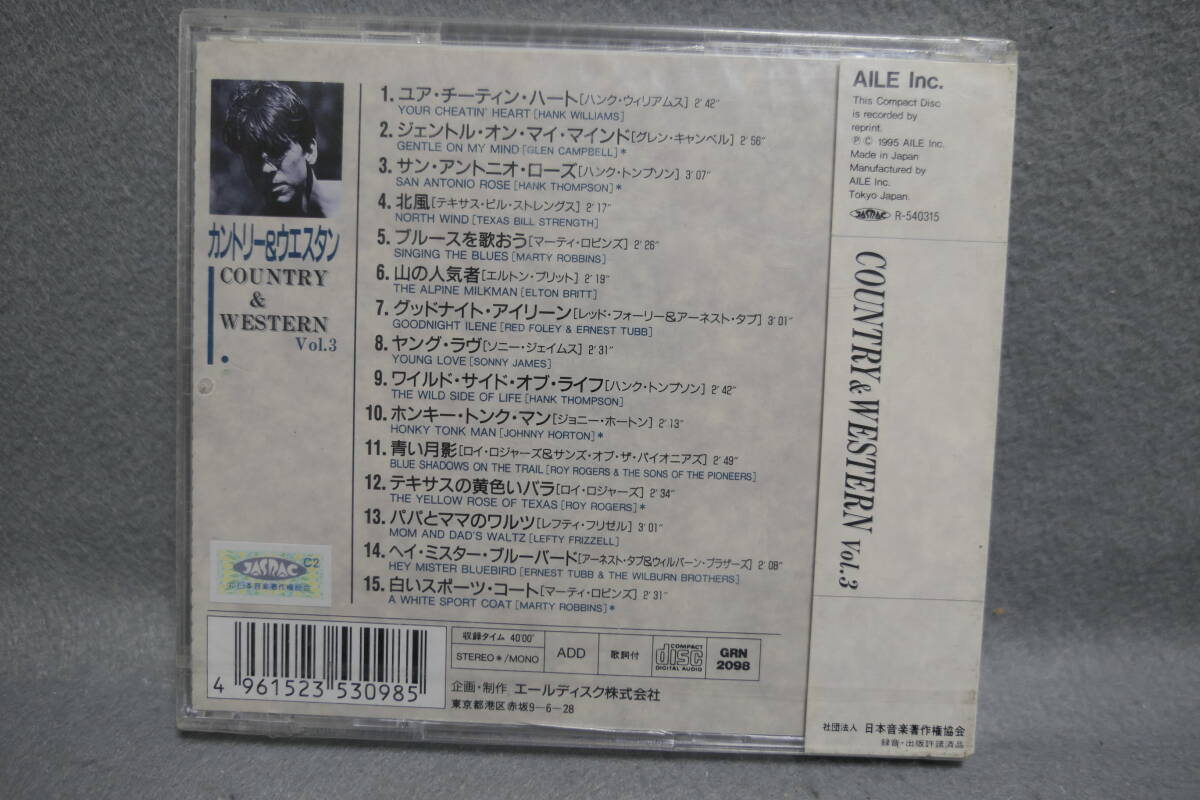 カントリー&ウエスタン
COUNTRY
&
WESTERN
Vol.3
1. ユア・チーティン・ハート[ハンク・ウィリアムス] 2'42"
YOUR CHEATIN' HEART [HANK WILLIAMS]
2. ジェントル・オン・マイ・マインド[グレン・キャンベル] 2'56"
GENTLE ON MY MIND [GLEN CAMPBELL]*
3. サン・アントニオ・ローズ[ハンク・トンプソン] 3'07"
SAN ANTONIO ROSE [HANK THOMPSON]*
4. 北風[テキサス・ビル・ストレングス] 2'17"
NORTH WIND [TEXAS BILL STRENGTH]
5. ブルースを歌おう[マーティ・ロビンズ] 2'26"
SINGING THE BLUES [MARTY ROBBINS]
6. 山の人気者[エルトン・ブリット] 2'19"
THE ALPINE MILKMAN [ELTON BRITT]
7. グッドナイト・アイリーン[レッド・フォーリー&アーネスト・タブ] 3'01"
GOODNIGHT ILENE [RED FOLEY & ERNEST TUBB]
8. ヤング・ラヴ[ソニー・ジェイムス] 2'31"
YOUNG LOVE [SONNY JAMES]
9. ワイルド・サイド・オブ・ライフ[ハンク・トンプソン] 2'42"
THE WILD SIDE OF LIFE [HANK THOMPSON]
10. ホンキー・トンク・マン[ジョニー・ホートン] 2'13"
HONKY TONK MAN [JOHNNY HORTON]*
11. 青い月影[ロイ・ロジャーズ&サンズ・オブ・ザ・パイオニアズ] 2'49"
BLUE SHADOWS ON THE TRAIL [ROY ROGERS & THE SONS OF THE PIONEERS]
12. テキサスの黄色いバラ[ロイ・ロジャーズ] 2'34"
THE YELLOW ROSE OF TEXAS [ROY ROGERS]*
13. パパとママのワルツ[レフティ・フリゼル] 3'01"
MOM AND DAD'S WALTZ [LEFTY FRIZZELL]
14. ヘイ・ミスター・ブルーバード[アーネスト・タブ&ウィルバーン・ブラザーズ] 2'08"
HEY MISTER BLUEBIRD [ERNEST TUBB & THE WILBURN BROTHERS]
15. 白いスポーツ・コート[マーティ・ロビンズ] 2'31"
A WHITE SPORT COAT [MARTY ROBBINS]*
JASRAC C2
日本音楽著作権協会
4 961523 530985
収録タイム 40'00"
STEREO*/MONO
ADD
歌詞付
COMPACT
disc
DIGITAL AUDIO
GRN
2098
企画・制作 エールディスク株式会社
東京都港区赤坂9-6-28
AILE Inc.
This Compact Disc
is recorded by
reprint.
Ⓟ© 1995 AILE Inc.
Made in Japan
Manufactured by
AILE Inc.
Tokyo Japan.
JASRAC R-540315
COUNTRY & WESTERN Vol.3
社団法人 日本音楽著作権協会
録音・出版許諾済品